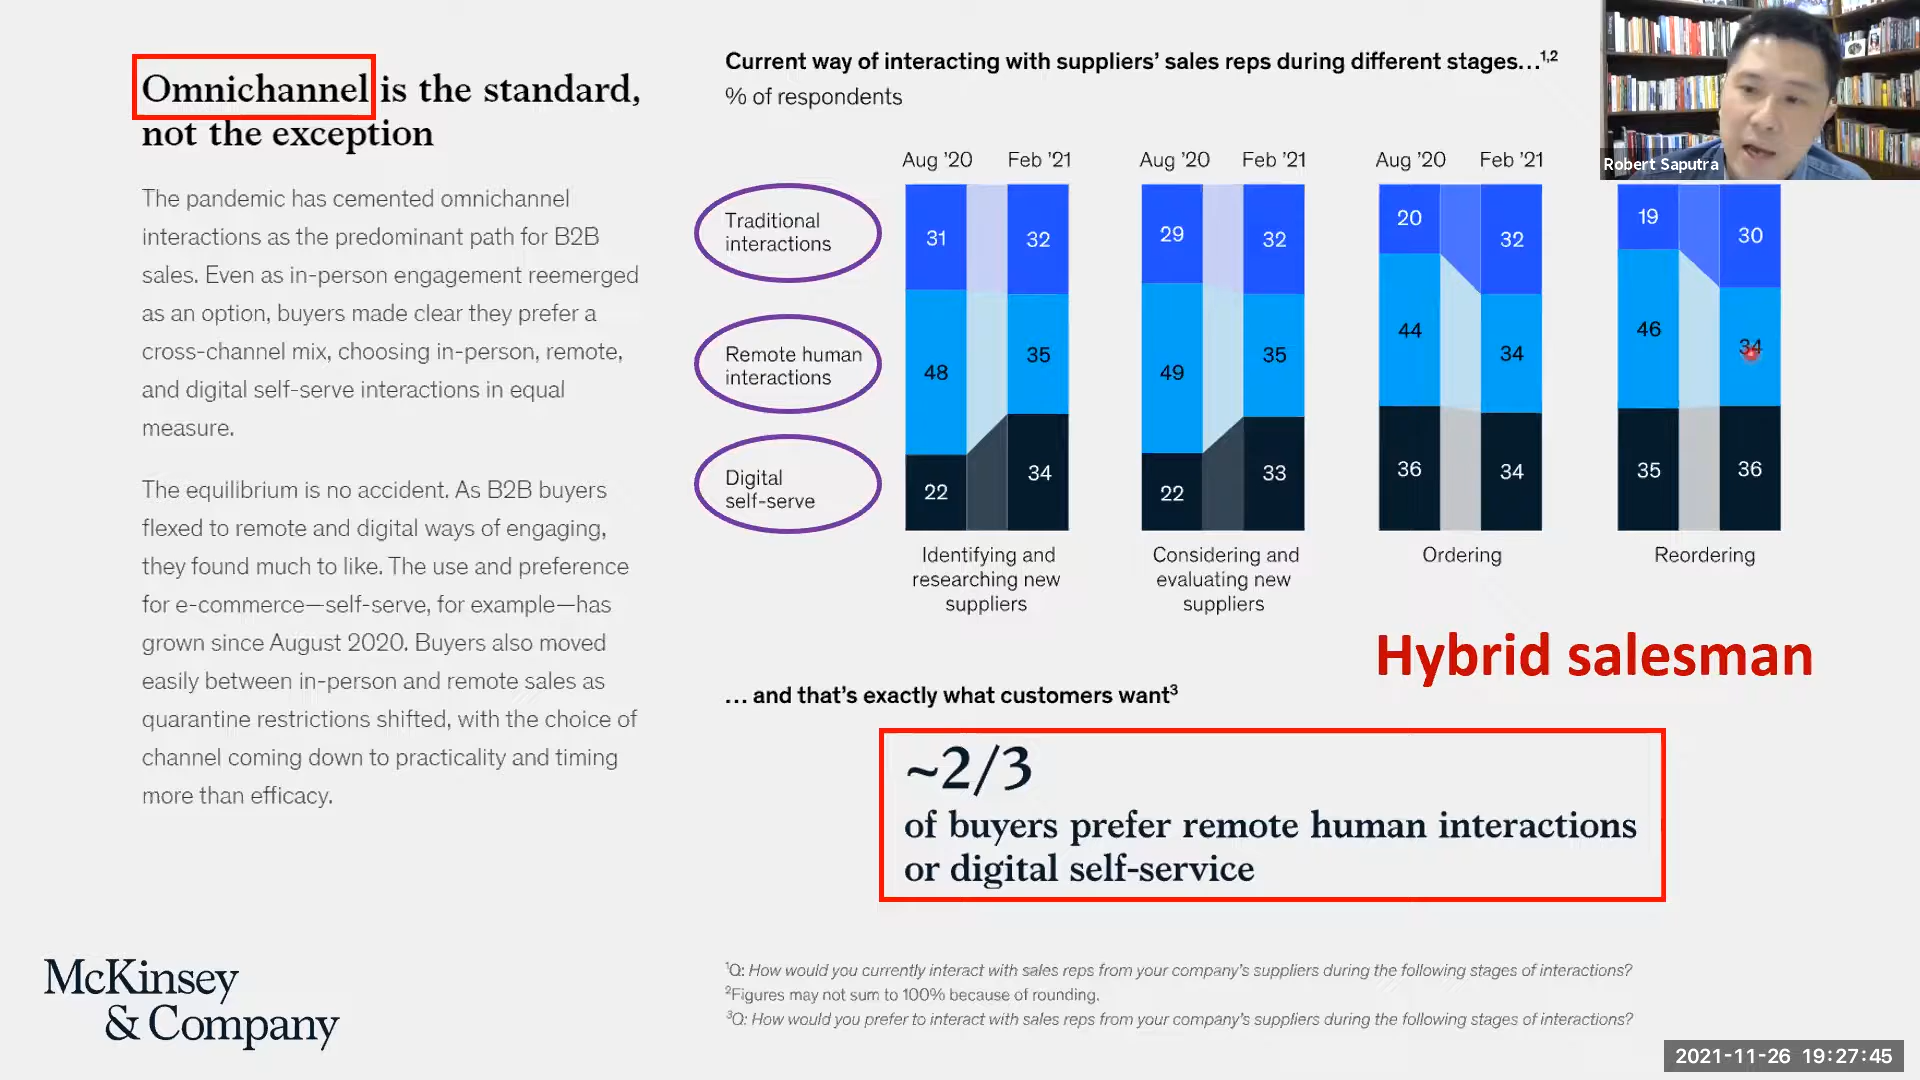 Omnichannel is the standard,
not the exception
The pandemic has cemented omnichannel
interactions as the predominant path for B2B
sales. Even as in-person engagement reemerged
as an option, buyers made clear they prefer a
cross-channel mix, choosing in-person, remote,
and digital self-serve interactions in equal
measure.
The equilibrium is no accident. As B2B buyers
flexed to remote and digital ways of engaging,
they found much to like. The use and preference
for e-commerce—self-serve, for example—has
grown since August 2020. Buyers also moved
easily between in-person and remote sales as
quarantine restrictions shifted, with the choice of
channel coming down to practicality and timing
more than efficacy.
McKinsey
& Company
Current way of interacting with suppliers’ sales reps during different stages…1,2
% of respondents
Aug ’20 Feb ’21 Aug ’20 Feb ’21 Aug ’20 Feb ’21
Traditional
interactions
31 32 29 32 20 32 19 30
Remote human
interactions
48 35 49 35 44 34 46 34
Digital
self-serve
22 34 22 33 36 34 35 36
Identifying and
researching new
suppliers
Considering and
evaluating new
suppliers
Ordering
Reordering
Hybrid salesman
… and that’s exactly what customers want3
~2/3
of buyers prefer remote human interactions
or digital self-service
1Q: How would you currently interact with sales reps from your company’s suppliers during the following stages of interactions?
2Figures may not sum to 100% because of rounding.
3Q: How would you prefer to interact with sales reps from your company’s suppliers during the following stages of interactions?
Robert Saputra
2021-11-26 19:27:45